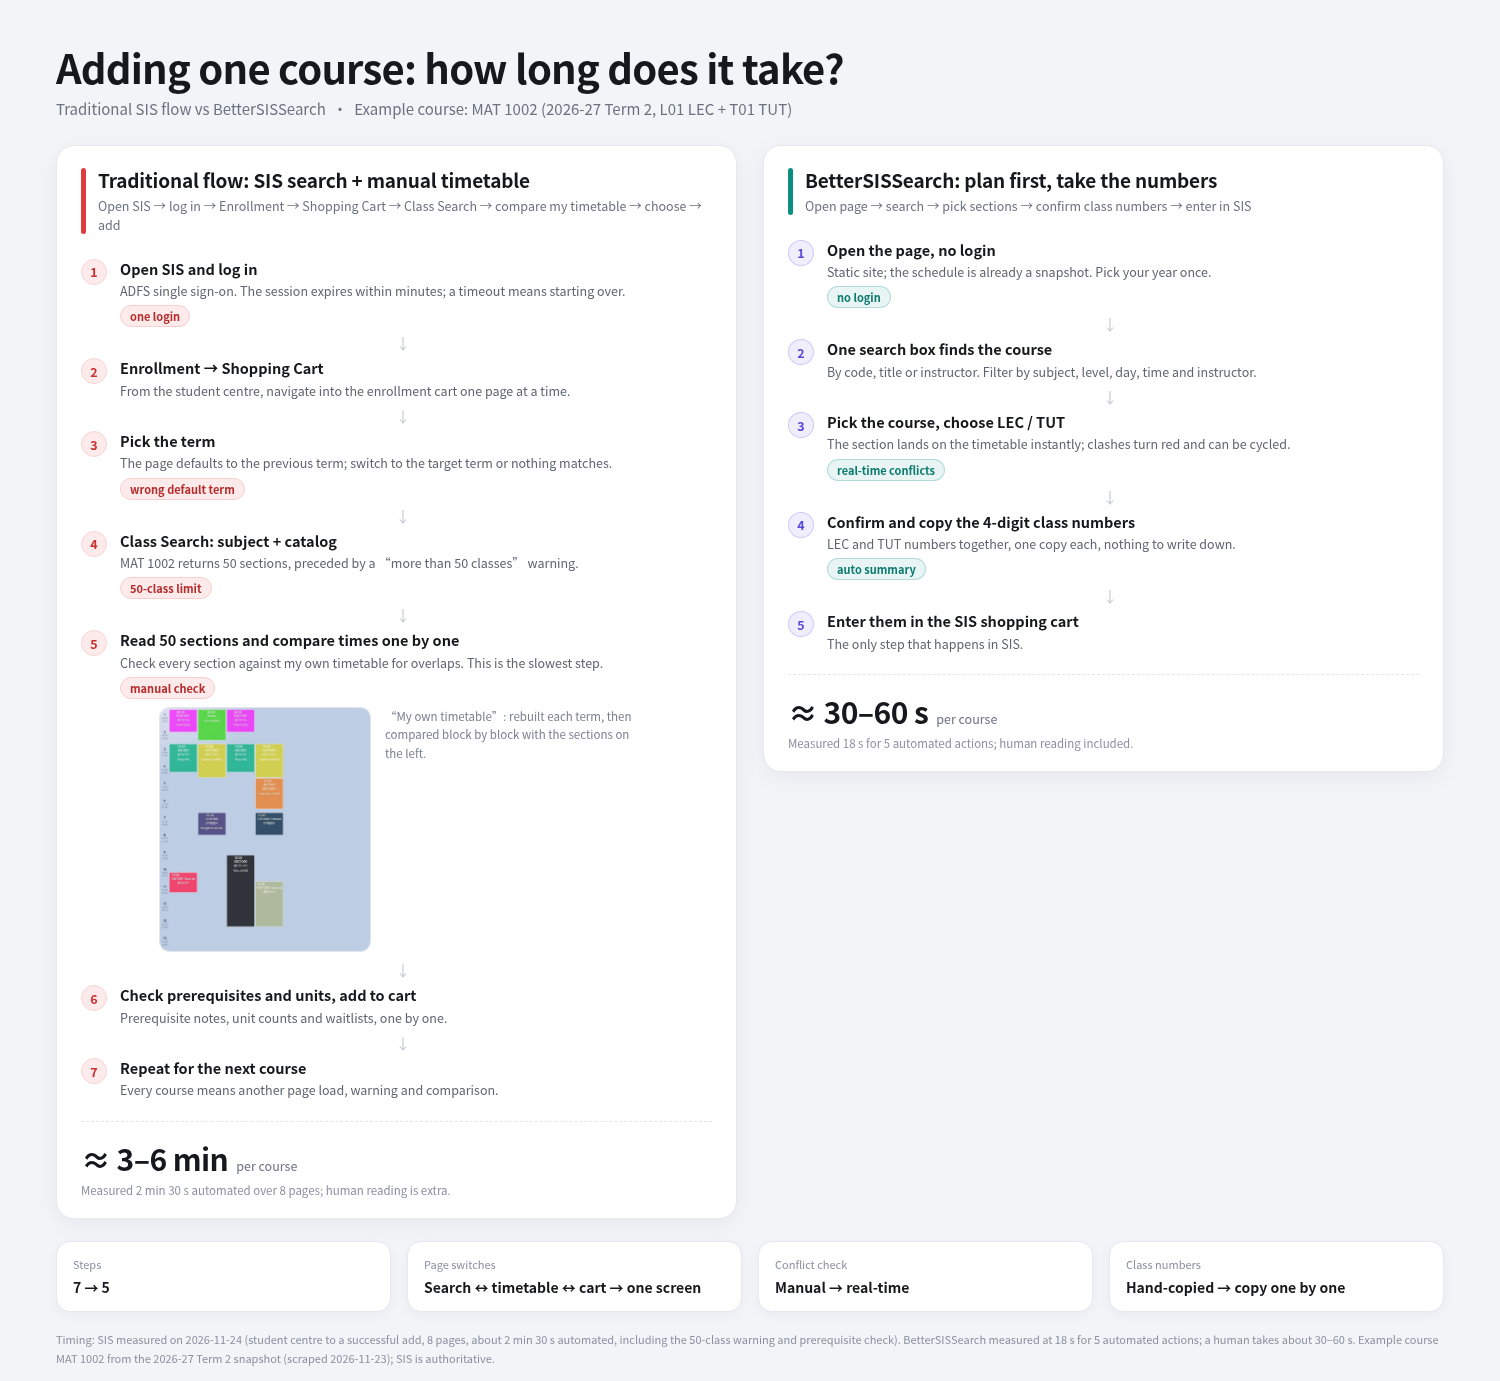 Adding one course: how long does it take?
Traditional SIS flow vs BetterSISSearch • Example course: MAT 1002 (2026-27 Term 2, L01 LEC + T01 TUT)
Traditional flow: SIS search + manual timetable
Open SIS → log in → Enrollment → Shopping Cart → Class Search → compare my timetable → choose →
add
1 Open SIS and log in
ADFS single sign-on. The session expires within minutes; a timeout means starting over.
one login
↓
2 Enrollment → Shopping Cart
From the student centre, navigate into the enrollment cart one page at a time.
↓
3 Pick the term
The page defaults to the previous term; switch to the target term or nothing matches.
wrong default term
↓
4 Class Search: subject + catalog
MAT 1002 returns 50 sections, preceded by a “more than 50 classes” warning.
50-class limit
↓
5 Read 50 sections and compare times one by one
Check every section against my own timetable for overlaps. This is the slowest step.
manual check
“My own timetable”: rebuilt each term, then
compared block by block with the sections on
the left.
↓
6 Check prerequisites and units, add to cart
Prerequisite notes, unit counts and waitlists, one by one.
↓
7 Repeat for the next course
Every course means another page load, warning and comparison.
≈ 3–6 min per course
Measured 2 min 30 s automated over 8 pages; human reading is extra.
BetterSISSearch: plan first, take the numbers
Open page → search → pick sections → confirm class numbers → enter in SIS
1 Open the page, no login
Static site; the schedule is already a snapshot. Pick your year once.
no login
↓
2 One search box finds the course
By code, title or instructor. Filter by subject, level, day, time and instructor.
↓
3 Pick the course, choose LEC / TUT
The section lands on the timetable instantly; clashes turn red and can be cycled.
real-time conflicts
↓
4 Confirm and copy the 4-digit class numbers
LEC and TUT numbers together, one copy each, nothing to write down.
auto summary
↓
5 Enter them in the SIS shopping cart
The only step that happens in SIS.
≈ 30–60 s per course
Measured 18 s for 5 automated actions; human reading included.
Steps
7 → 5
Page switches
Search ↔ timetable ↔ cart → one screen
Conflict check
Manual → real-time
Class numbers
Hand-copied → copy one by one
Timing: SIS measured on 2026-11-24 (student centre to a successful add, 8 pages, about 2 min 30 s automated, including the 50-class warning and prerequisite check). BetterSISSearch measured at 18 s for 5 automated actions; a human takes about 30–60 s. Example course
MAT 1002 from the 2026-27 Term 2 snapshot (scraped 2026-11-23); SIS is authoritative.